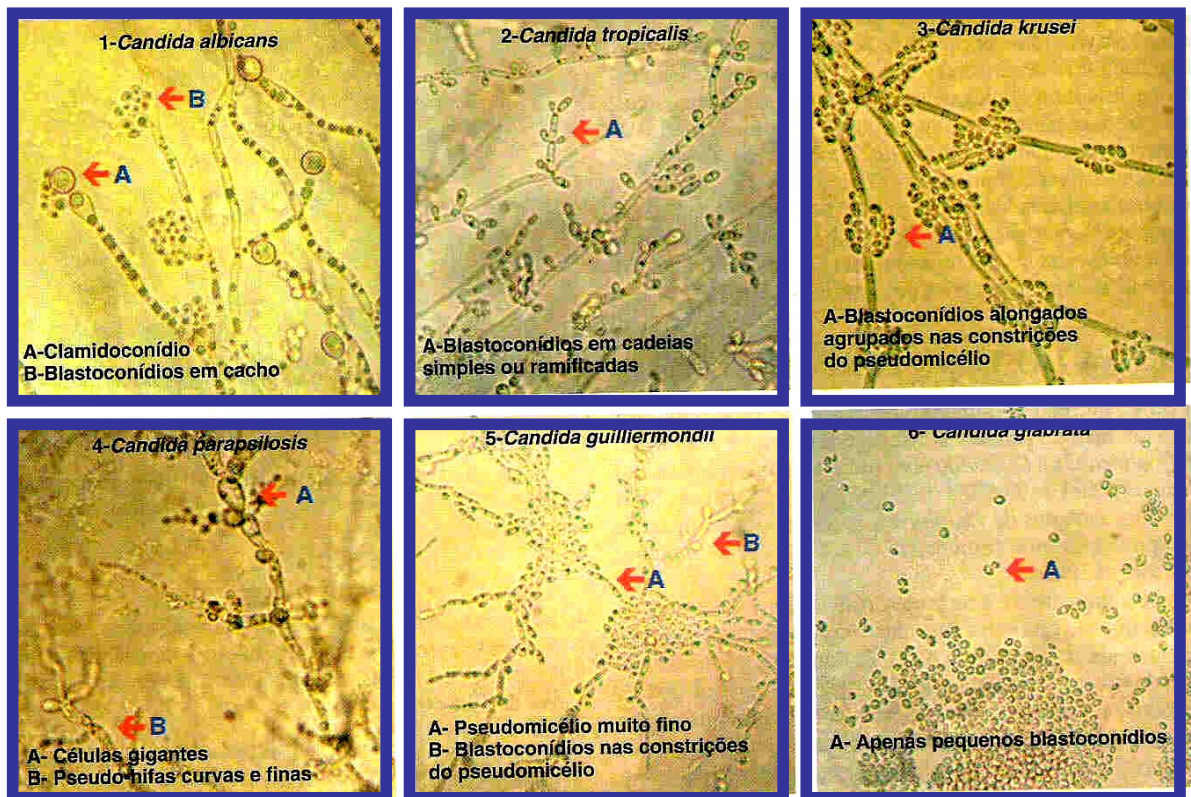 1-Candida albicans
B
A
A-Clamidoconídio
B-Blastoconídios em cacho
2-Candida tropicalis
A
A-Blastoconídios em cadeias
simples ou ramificadas
3-Candida krusei
A
A-Blastoconídios alongados
agrupados nas constrições
do pseudomicélio
4-Candida parapsilosis
A
B
A- Células gigantes
B- Pseudo-hifas curvas e finas
5-Candida guilliermondii
B
A
A- Pseudomicélio muito fino
B- Blastoconídios nas constrições
do pseudomicélio
6- Candida glabrata
A
A- Apenas pequenos blastoconídios